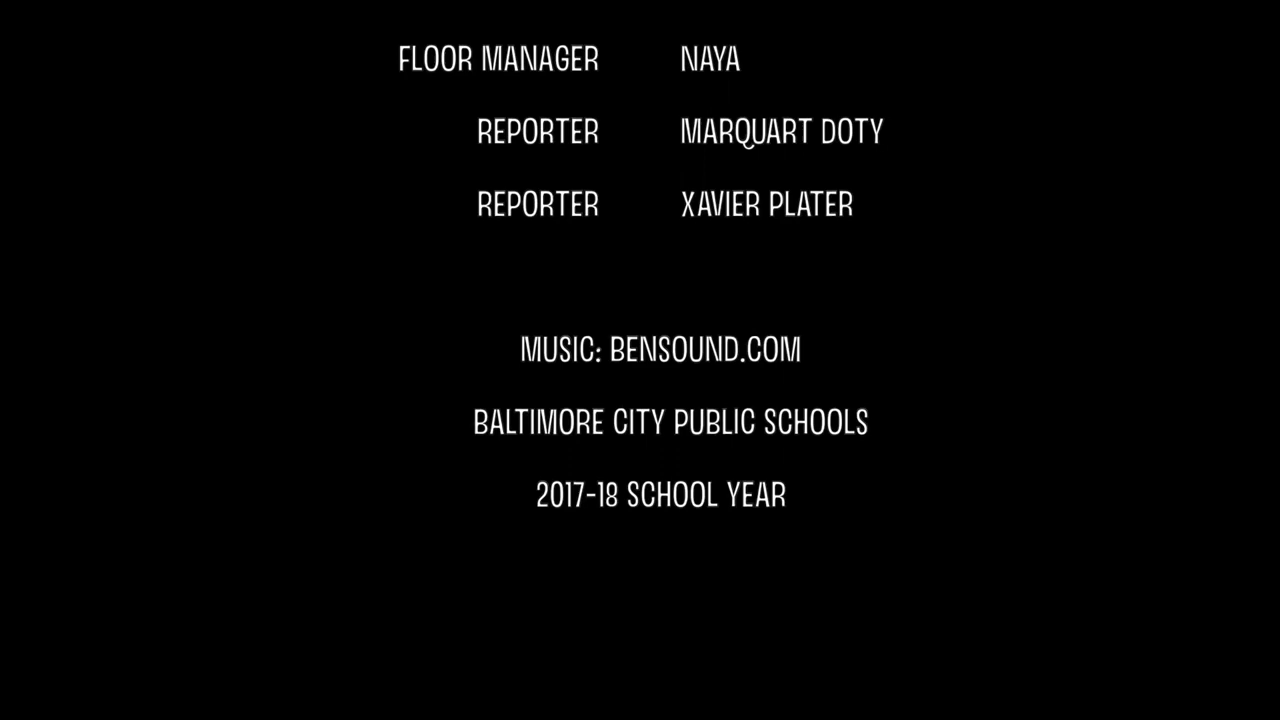 FLOOR MANAGER NAYA
REPORTER MARQUART DOTY
REPORTER XAVIER PLATER
MUSIC: BENSOUND.COM
BALTIMORE CITY PUBLIC SCHOOLS
2017-18 SCHOOL YEAR